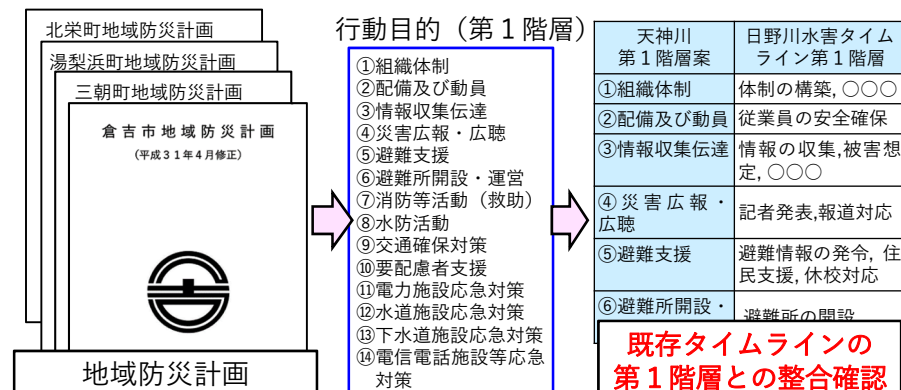 北栄町地域防災計画
湯梨浜町地域防災計画
三朝町地域防災計画
倉吉市地域防災計画
(平成31年4月修正)
地域防災計画
行動目的（第1階層）
①組織体制
②配備及び動員
③情報収集伝達
④災害広報・広聴
⑤避難支援
⑥避難所開設・運営
⑦消防等活動（救助）
⑧水防活動
⑨交通確保対策
⑩要配慮者支援
⑪電力施設応急対策
⑫水道施設応急対策
⑬下水道施設応急対策
⑭電信電話施設等応急
対策
天神川
第1階層案
日野川水害タイム
ライン第1階層
①組織体制
体制の構築, ○○○
②配備及び動員
従業員の安全確保
③情報収集伝達
情報の収集,被害想
定, ○○○
④災害広報・
広聴
記者発表,報道対応
⑤避難支援
避難情報の発令, 住
民支援, 休校対応
⑥避難所開設・
避難所の開設
既存タイムラインの
第1階層との整合確認